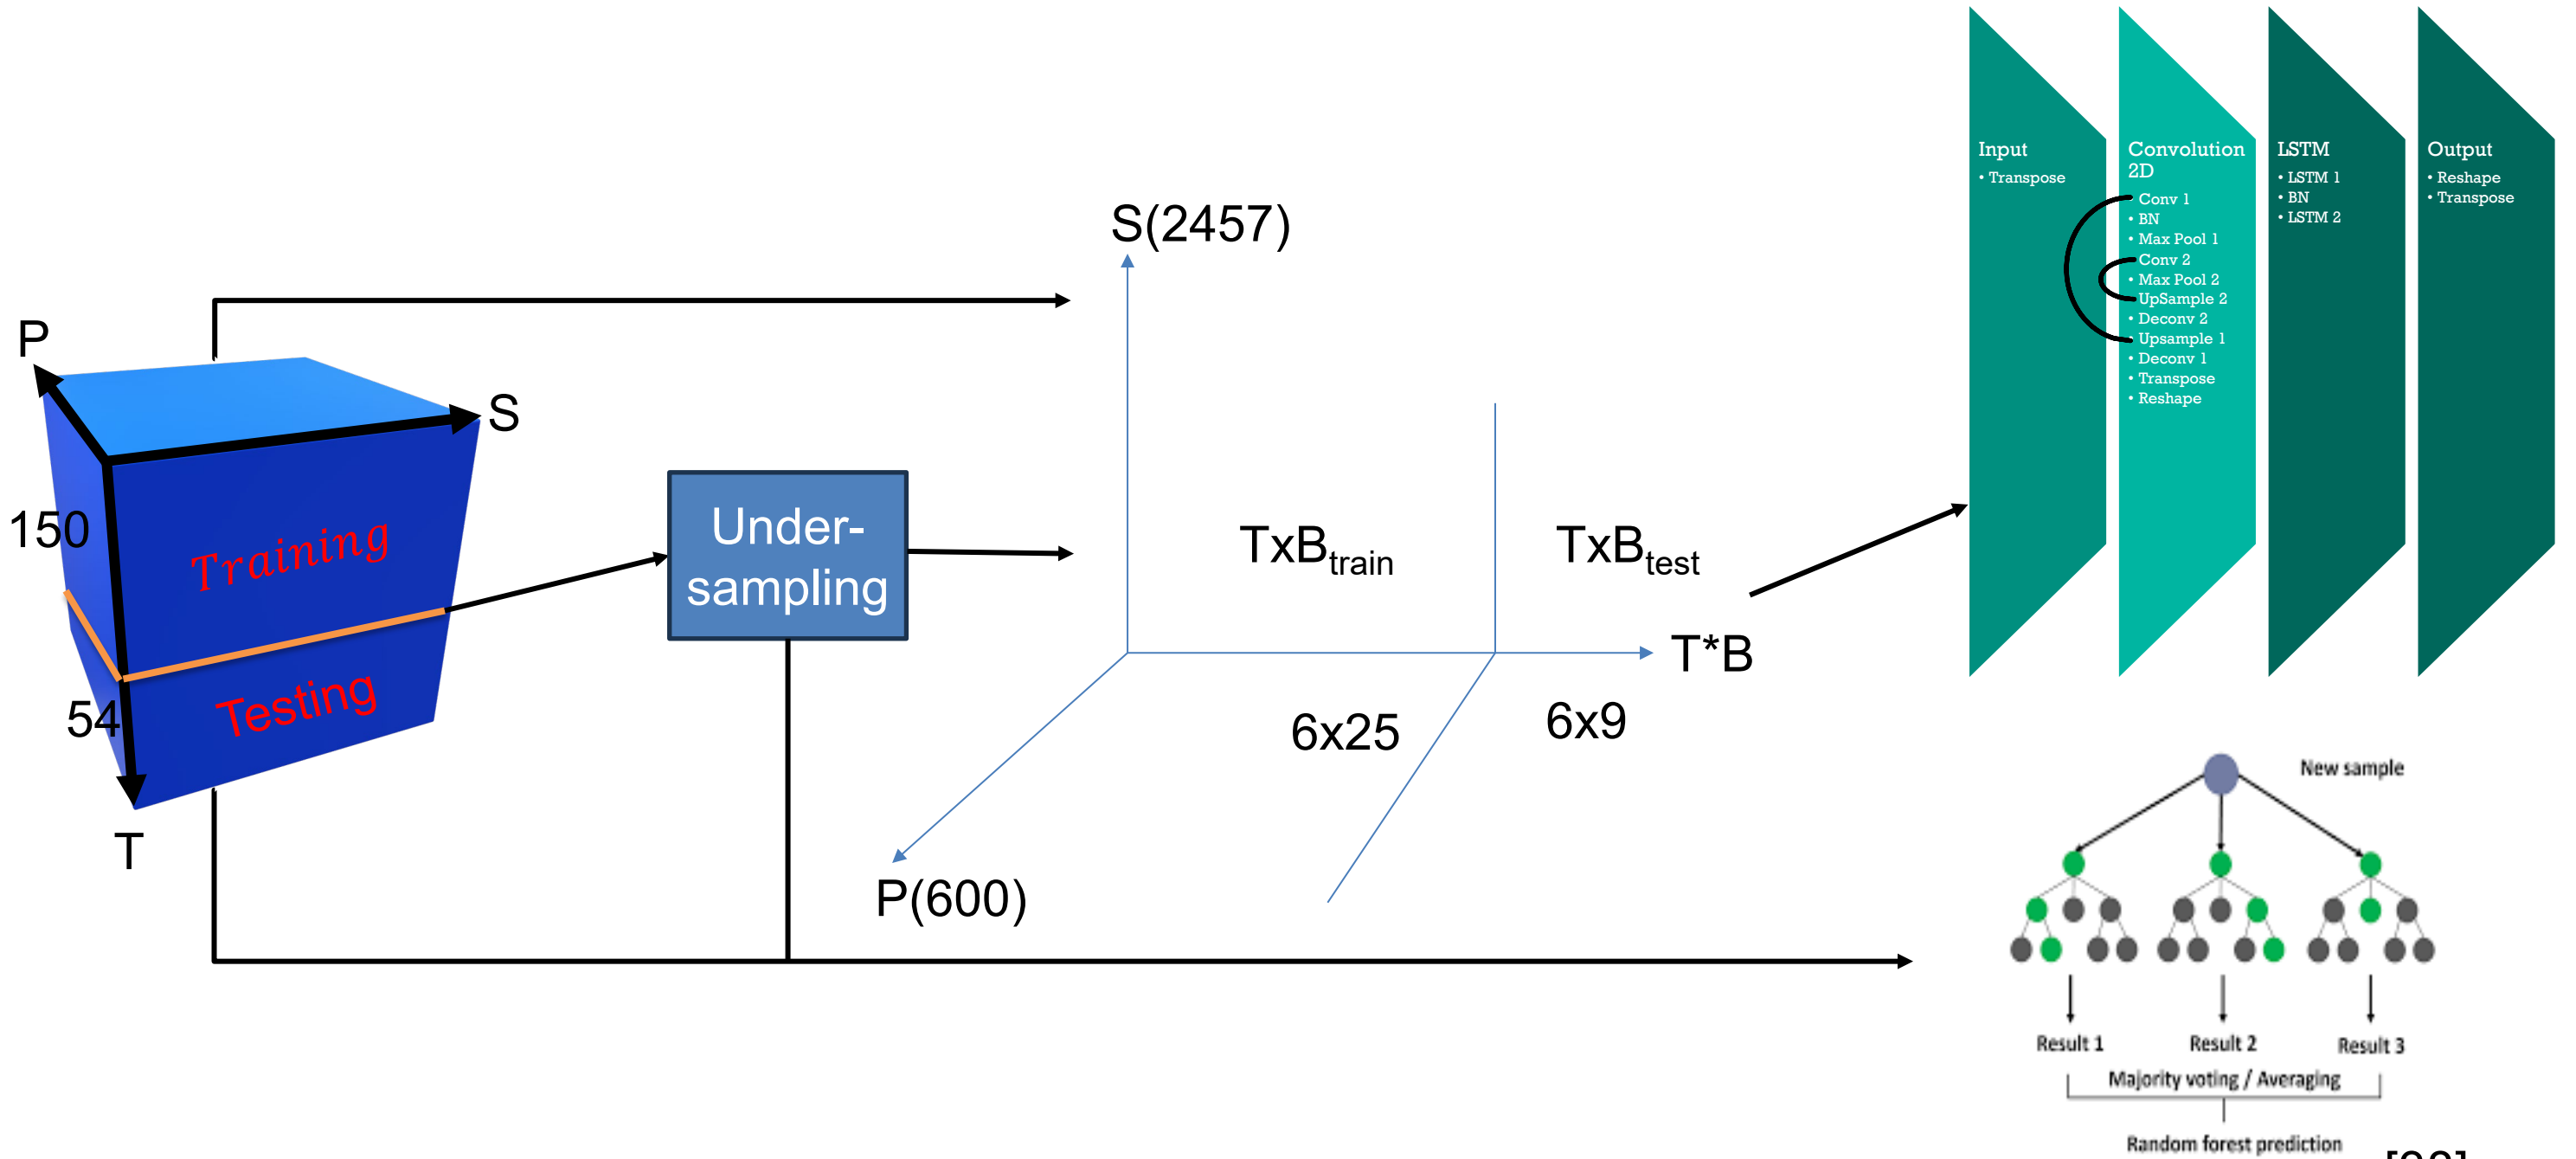 P
S
150
Training
54
Testing
T
Under-
sampling
S(2457)
TxBtrain
TxBtest
T*B
6x25
6x9
P(600)
Input
• Transpose
Convolution
2D
• Conv 1
• BN
• Max Pool 1
• Conv 2
• Max Pool 2
• UpSample 2
• Deconv 2
• Upsample 1
• Deconv 1
• Transpose
• Reshape
LSTM
• LSTM 1
• BN
• LSTM 2
Output
• Reshape
• Transpose
New sample
Result 1
Result 2
Result 3
Majority voting / Averaging
Random forest prediction